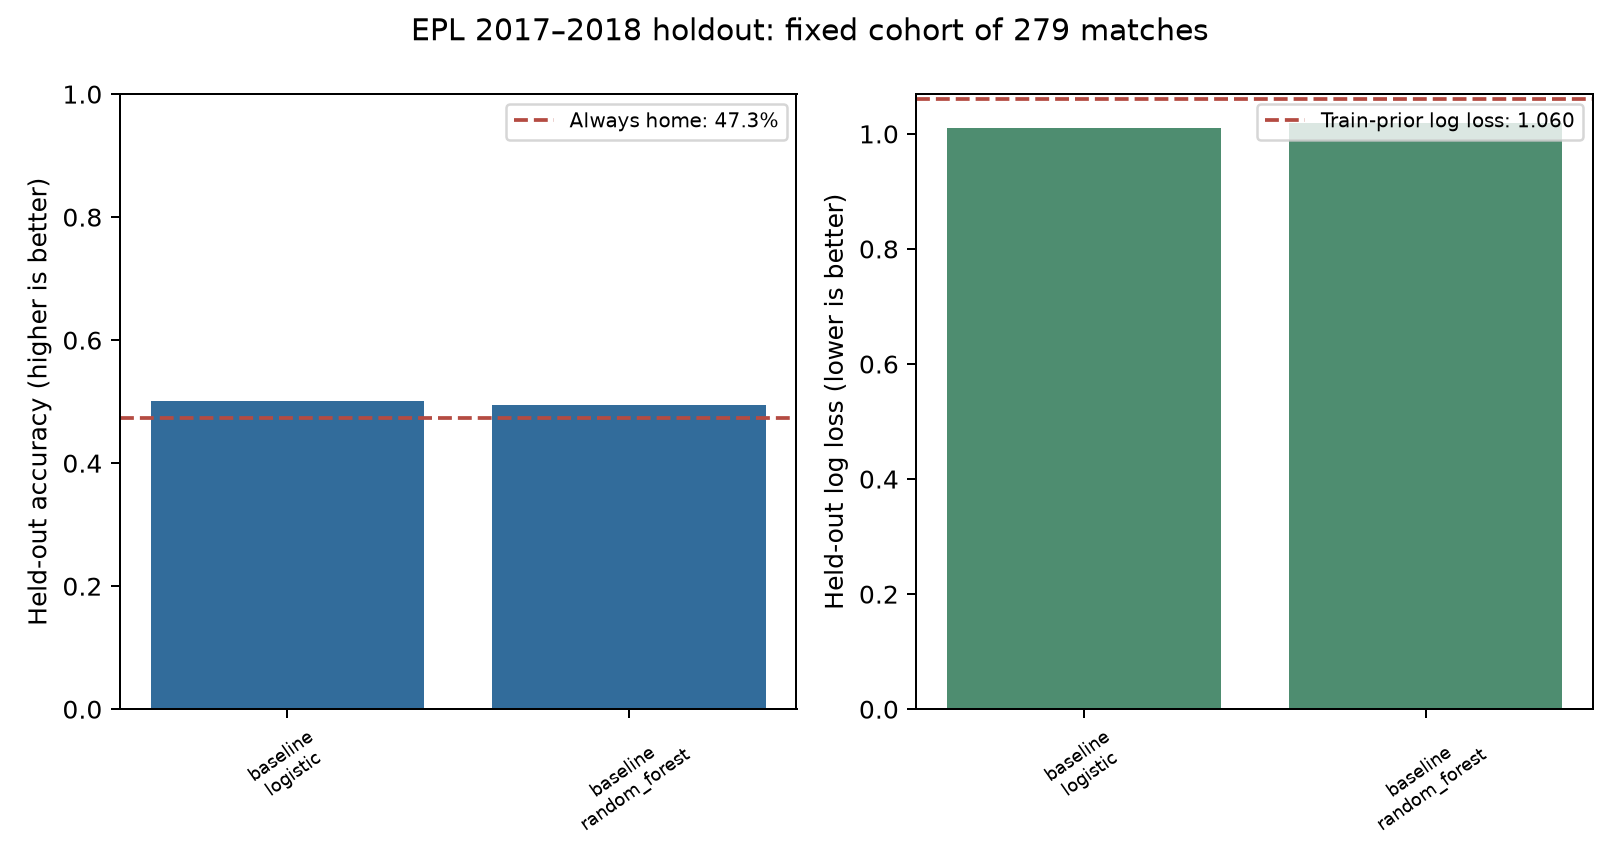 EPL 2017–2018 holdout: fixed cohort of 279 matches
Held-out accuracy (higher is better)
1.0
0.8
0.6
0.4
0.2
0.0
Always home: 47.3%
baseline
logistic
baseline
random_forest
Held-out log loss (lower is better)
1.0
0.8
0.6
0.4
0.2
0.0
Train-prior log loss: 1.060
baseline
logistic
baseline
random_forest